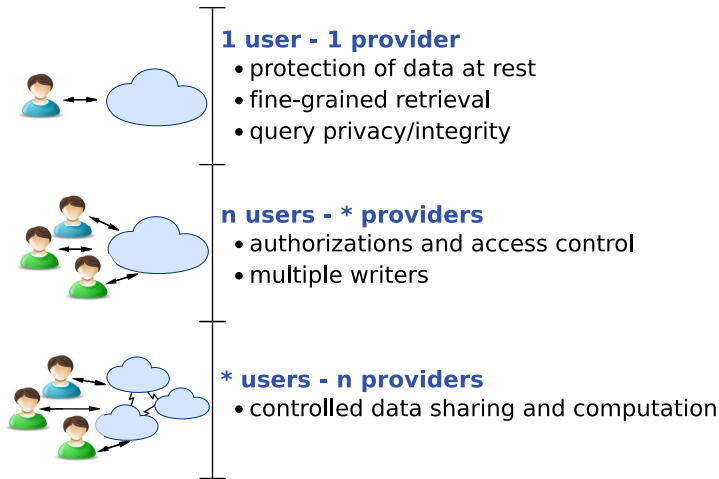 1 user - 1 provider
• protection of data at rest
• fine-grained retrieval
• query privacy/integrity
n users - * providers
• authorizations and access control
• multiple writers
* users - n providers
• controlled data sharing and computation